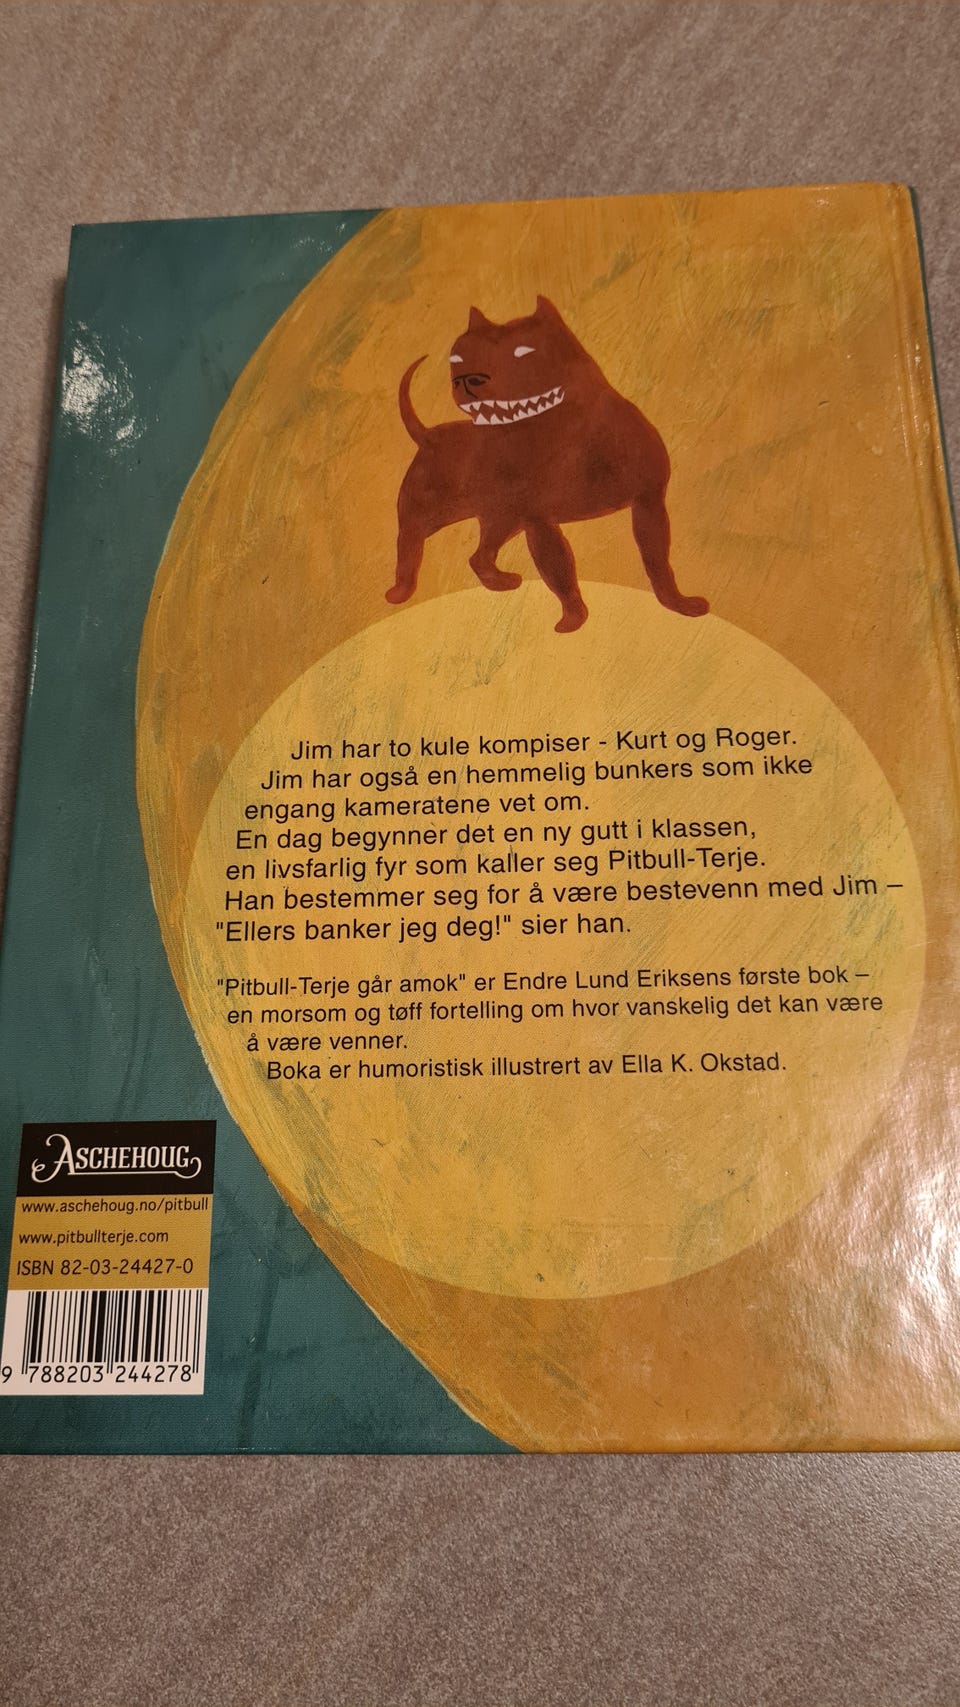 Jim har to kule kompiser - Kurt og Roger.
Jim har også en hemmelig bunkers som ikke
engang kameratene vet om.
En dag begynner det en ny gutt i klassen,
en livsfarlig fyr som kaller seg Pitbull-Terje.
Han bestemmer seg for å være bestevenn med Jim –
"Ellers banker jeg deg!" sier han.
"Pitbull-Terje går amok" er Endre Lund Eriksens første bok –
en morsom og tøff fortelling om hvor vanskelig det kan være
å være venner.
Boka er humoristisk illustrert av Ella K. Okstad.
ASCHEHOUG
www.aschehoug.no/pitbull
www.pitbullterje.com
ISBN 82-03-24427-0
9 788203 244278